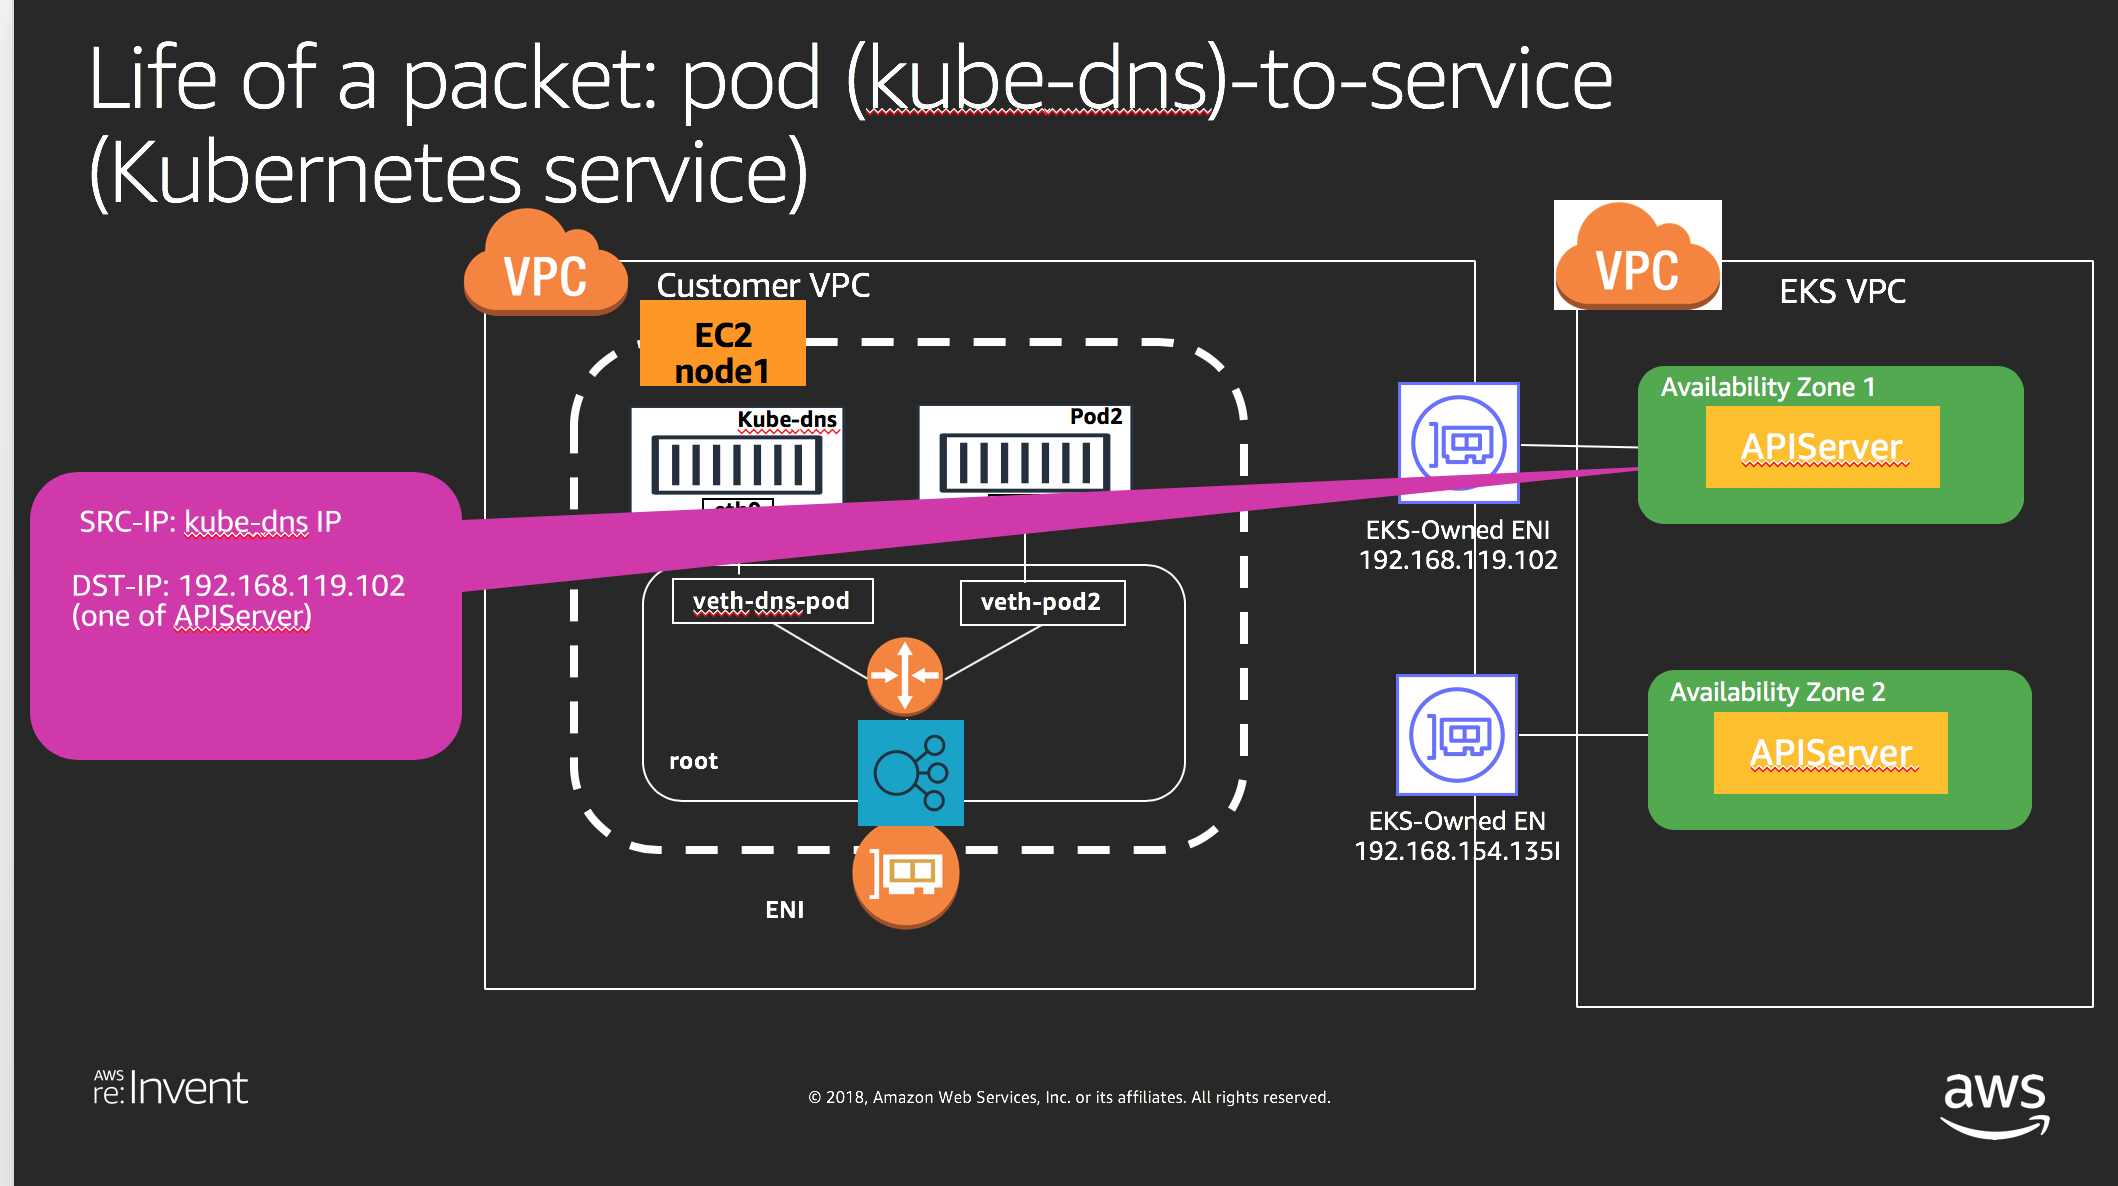 Life of a packet: pod (kube-dns)-to-service
(Kubernetes service)
VPC
Customer VPC
VPC
EKS VPC
EC2
node1
Kube-dns
Pod2
Availability Zone 1
APIServer
SRC-IP: kube-dns IP
DST-IP: 192.168.119.102
(one of APIServer)
EKS-Owned ENI
192.168.119.102
veth-dns-pod
veth-pod2
root
Availability Zone 2
APIServer
EKS-Owned EN
192.168.154.135I
ENI
AWS
re:Invent
© 2018, Amazon Web Services, Inc. or its affiliates. All rights reserved.
aws